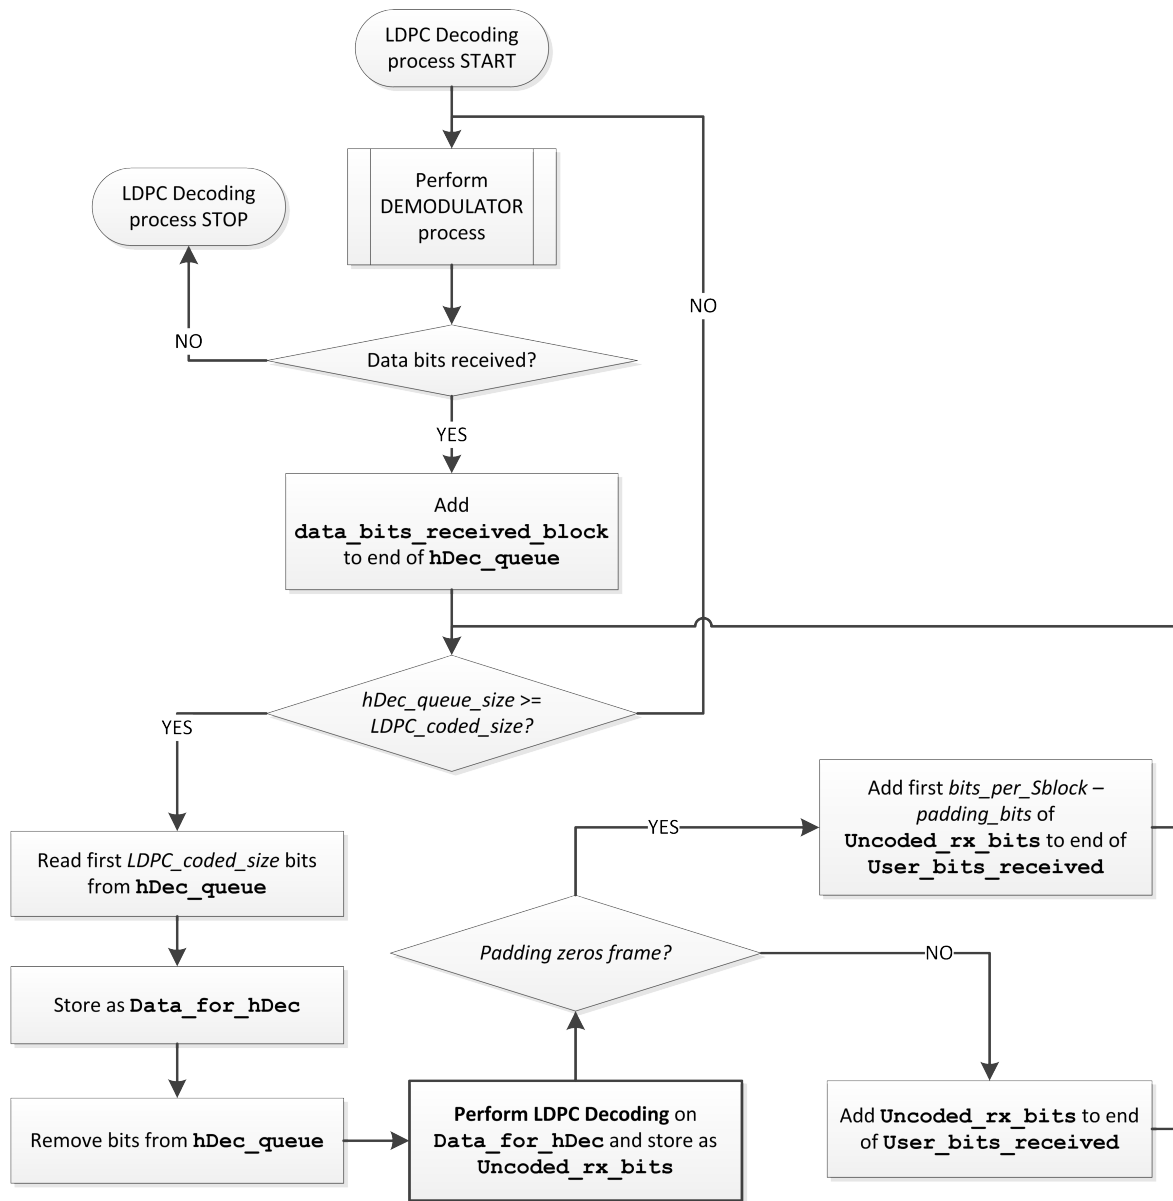 LDPC Decoding
process START
Perform
DEMODULATOR
process
LDPC Decoding
process STOP
NO
NO
Data bits received?
YES
Add
data_bits_received_block
to end of hDec_queue
hDec_queue_size >=
LDPC_coded_size?
YES
Read first LDPC_coded_size bits
from hDec_queue
Store as Data_for_hDec
Remove bits from hDec_queue
Perform LDPC Decoding on
Data_for_hDec and store as
Uncoded_rx_bits
Padding zeros frame?
YES
Add first bits_per_Sblock –
padding_bits of
Uncoded_rx_bits to end of
User_bits_received
NO
Add Uncoded_rx_bits to end
of User_bits_received